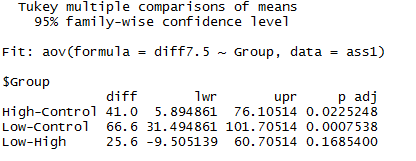 Tukey multiple comparisons of means
95% family-wise confidence level
Fit: aov(formula = diff7.5 ~ Group, data = ass1)
$Group
diff lwr upr p adj
High-Control 41.0 5.894861 76.10514 0.0225248
Low-Control 66.6 31.494861 101.70514 0.0007538
Low-High 25.6 -9.505139 60.70514 0.1685400